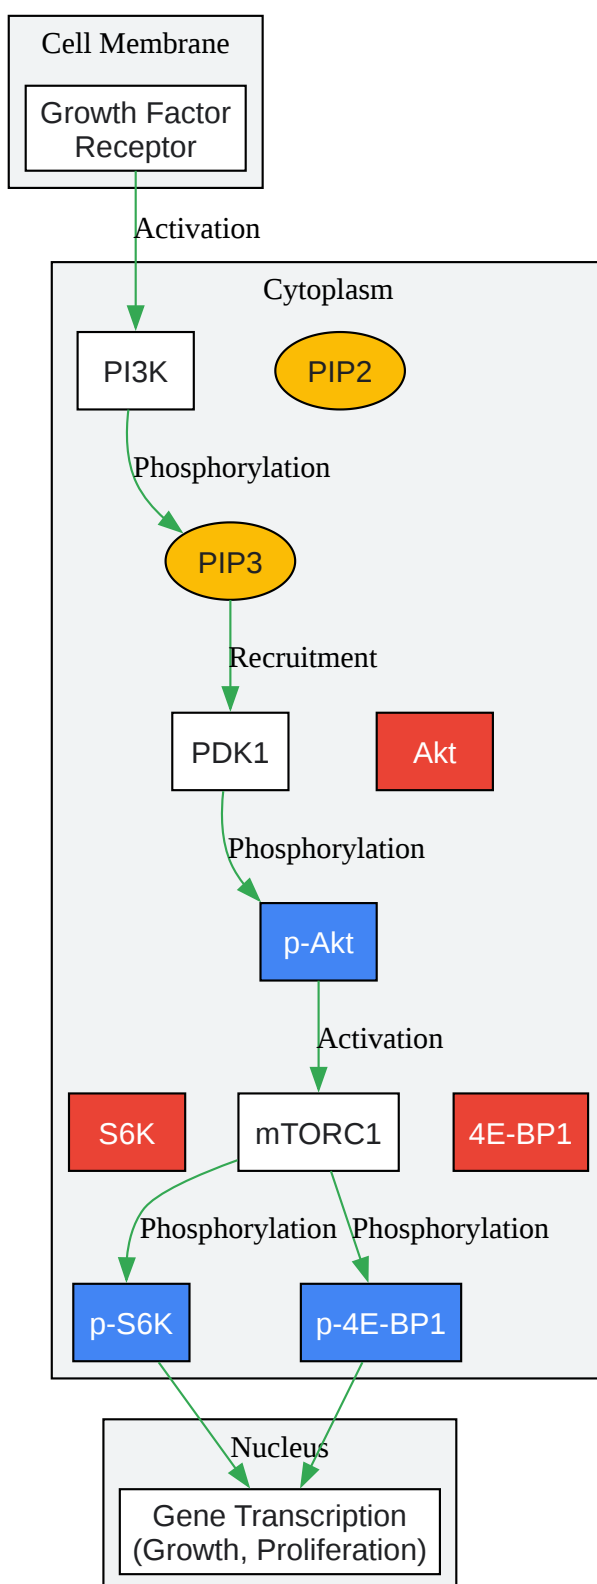 Cell Membrane
Growth Factor
Receptor
Activation
Cytoplasm
PI3K
PIP2
Phosphorylation
PIP3
Recruitment
PDK1
Akt
Phosphorylation
p-Akt
Activation
S6K
mTORC1
4E-BP1
Phosphorylation
Phosphorylation
p-S6K
p-4E-BP1
Nucleus
Gene Transcription
(Growth, Proliferation)